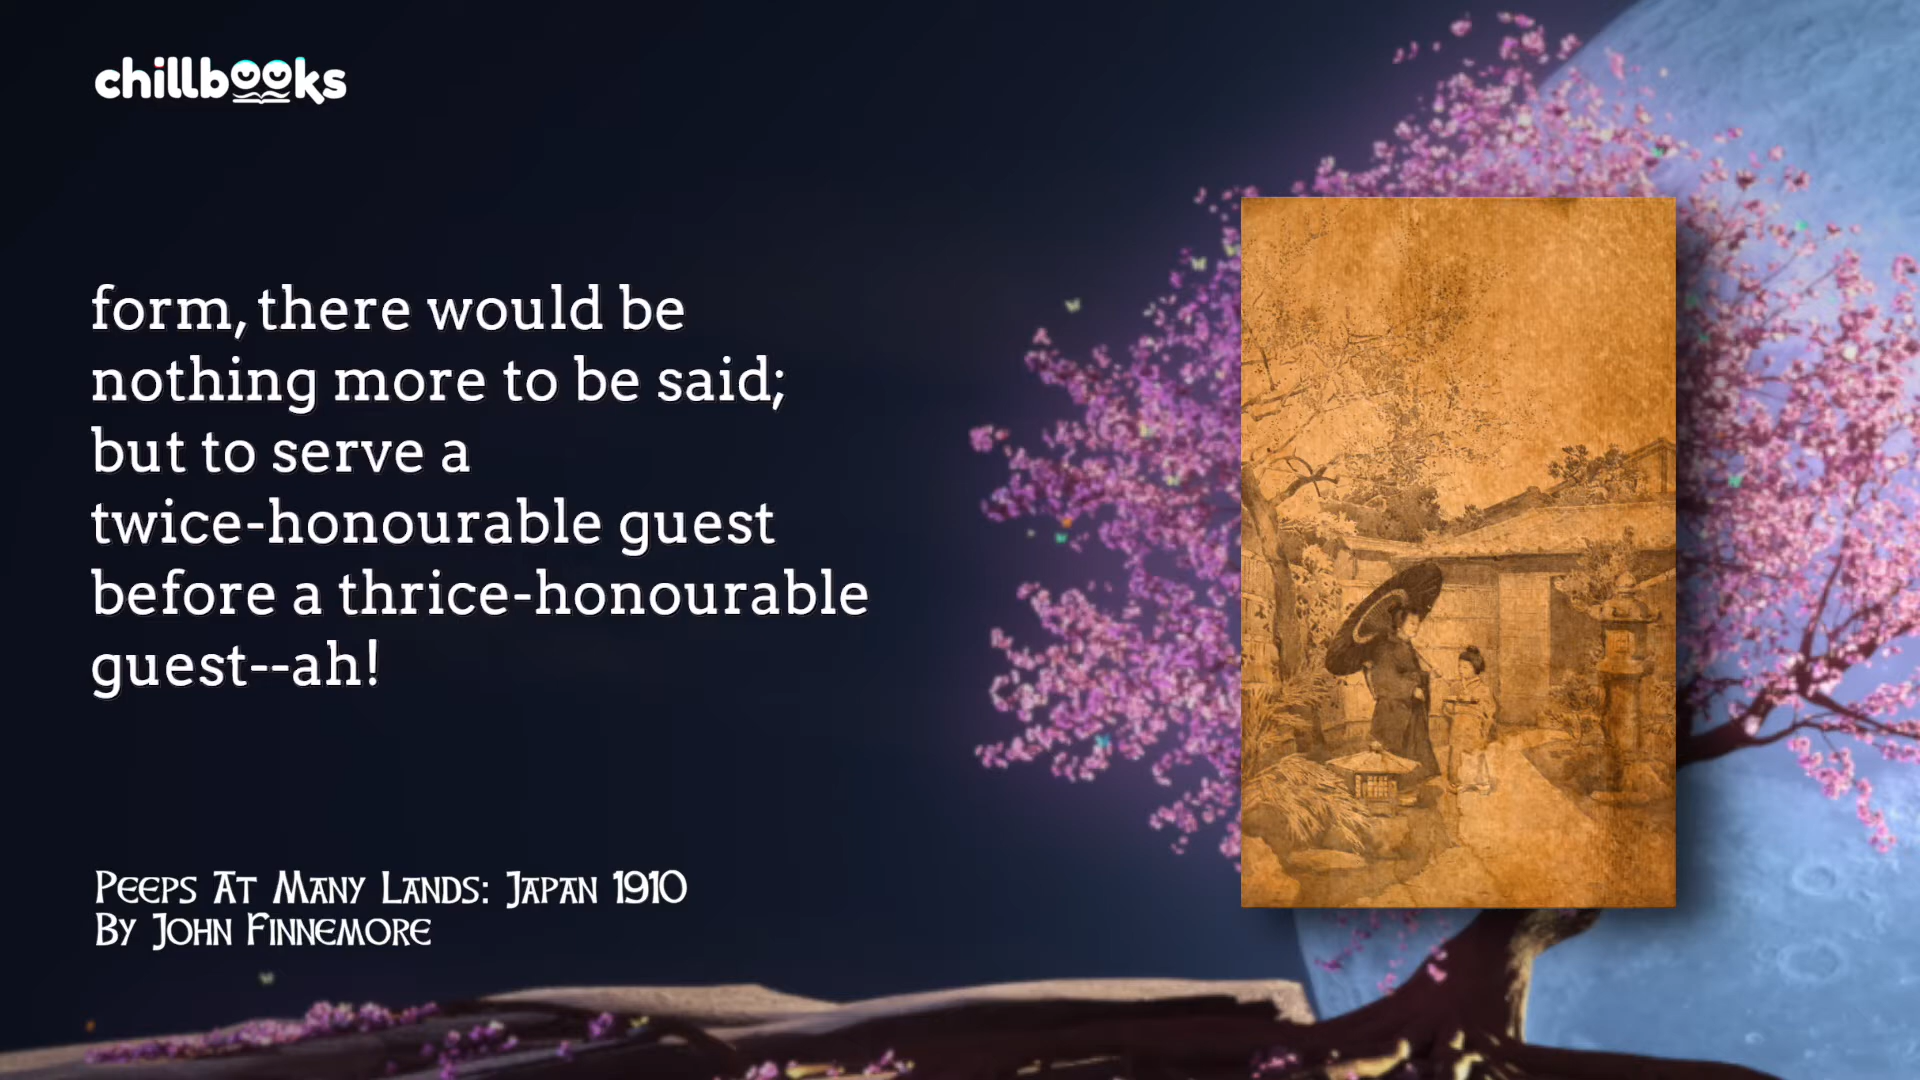 chillbooks
form, there would be
nothing more to be said;
but to serve a
twice-honourable guest
before a thrice-honourable
guest--ah!
Peeps At Many Lands: Japan 1910
By John Finnemore